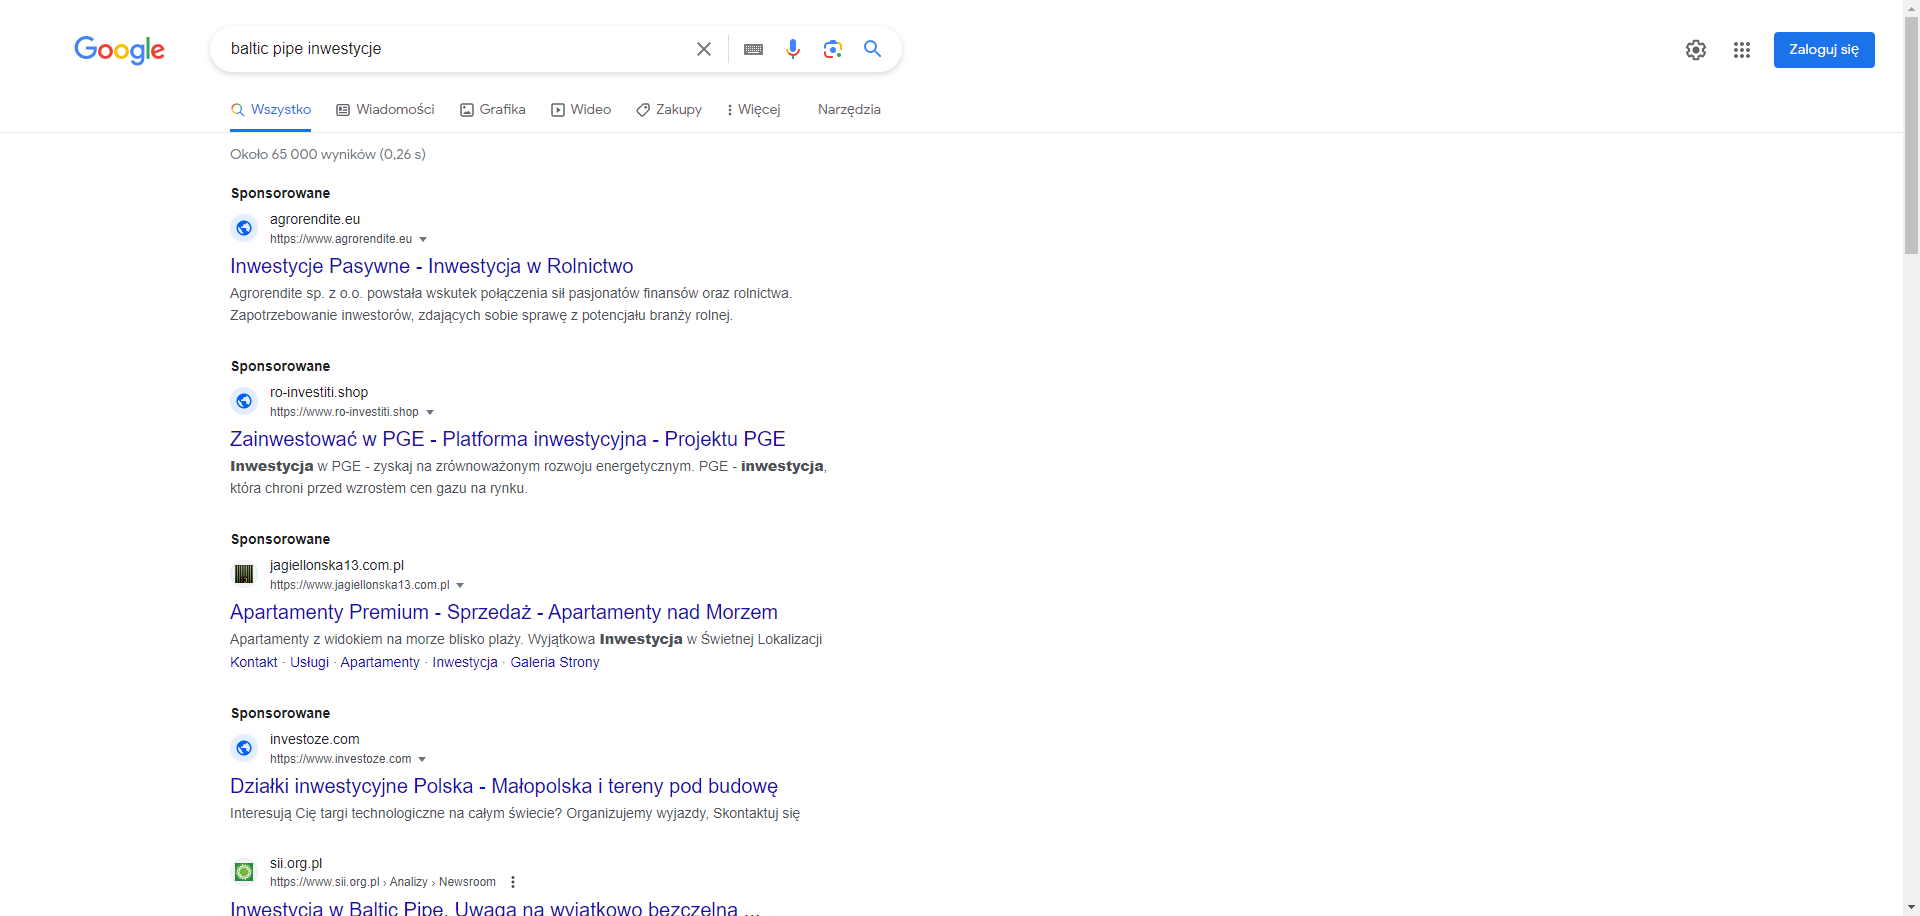 Google
baltic pipe inwestycje
Zaloguj się
Wszystko
Wiadomości
Grafika
Wideo
Zakupy
Więcej
Narzędzia
Około 65 000 wyników (0,26 s)
Sponsorowane
agrorendite.eu
https://www.agrorendite.eu
Inwestycje Pasywne - Inwestycja w Rolnictwo
Agrorendite sp. z o.o. powstała wskutek połączenia sił pasjonatów finansów oraz rolnictwa.
Zapotrzebowanie inwestorów, zdających sobie sprawę z potencjału branży rolnej.
Sponsorowane
ro-investiti.shop
https://www.ro-investiti.shop
Zainwestować w PGE - Platforma inwestycyjna - Projektu PGE
Inwestycja w PGE - zyskaj na zrównoważonym rozwoju energetycznym. PGE - inwestycja,
która chroni przed wzrostem cen gazu na rynku.
Sponsorowane
jagiellonska13.com.pl
https://www.jagiellonska13.com.pl
Apartamenty Premium - Sprzedaż - Apartamenty nad Morzem
Apartamenty z widokiem na morze blisko plaży. Wyjątkowa Inwestycja w Świetnej Lokalizacji
Kontakt · Usługi · Apartamenty · Inwestycja · Galeria Strony
Sponsorowane
investoze.com
https://www.investoze.com
Działki inwestycyjne Polska - Małopolska i tereny pod budowę
Interesują Cię targi technologiczne na całym świecie? Organizujemy wyjazdy, Skontaktuj się
sii.org.pl
https://www.sii.org.pl › Analizy › Newsroom
Inwestycja w Baltic Pipe. Uwaga na wyjątkowo bezczelną ...